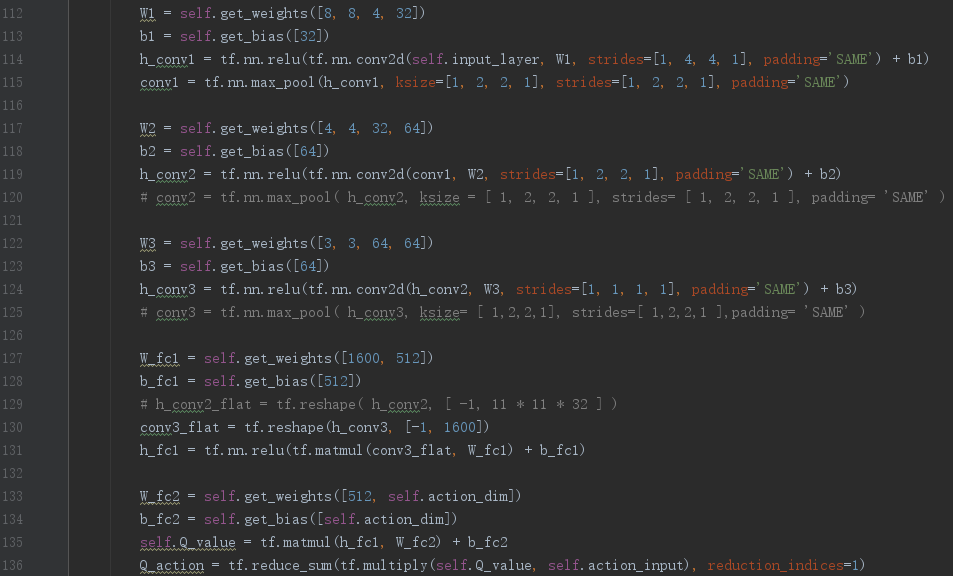 112 W1 = self.get_weights([8, 8, 4, 32])
113 b1 = self.get_bias([32])
114 h_conv1 = tf.nn.relu(tf.nn.conv2d(self.input_layer, W1, strides=[1, 4, 4, 1], padding='SAME') + b1)
115 conv1 = tf.nn.max_pool(h_conv1, ksize=[1, 2, 2, 1], strides=[1, 2, 2, 1], padding='SAME')
116
117 W2 = self.get_weights([4, 4, 32, 64])
118 b2 = self.get_bias([64])
119 h_conv2 = tf.nn.relu(tf.nn.conv2d(conv1, W2, strides=[1, 2, 2, 1], padding='SAME') + b2)
120 # conv2 = tf.nn.max_pool( h_conv2, ksize = [ 1, 2, 2, 1 ], strides= [ 1, 2, 2, 1 ], padding= 'SAME' )
121
122 W3 = self.get_weights([3, 3, 64, 64])
123 b3 = self.get_bias([64])
124 h_conv3 = tf.nn.relu(tf.nn.conv2d(h_conv2, W3, strides=[1, 1, 1, 1], padding='SAME') + b3)
125 # conv3 = tf.nn.max_pool( h_conv3, ksize= [ 1,2,2,1], strides=[ 1,2,2,1 ],padding= 'SAME' )
126
127 W_fc1 = self.get_weights([1600, 512])
128 b_fc1 = self.get_bias([512])
129 # h_conv2_flat = tf.reshape( h_conv2, [ -1, 11 * 11 * 32 ] )
130 conv3_flat = tf.reshape(h_conv3, [-1, 1600])
131 h_fc1 = tf.nn.relu(tf.matmul(conv3_flat, W_fc1) + b_fc1)
132
133 W_fc2 = self.get_weights([512, self.action_dim])
134 b_fc2 = self.get_bias([self.action_dim])
135 self.Q_value = tf.matmul(h_fc1, W_fc2) + b_fc2
136 Q_action = tf.reduce_sum(tf.multiply(self.Q_value, self.action_input), reduction_indices=1)